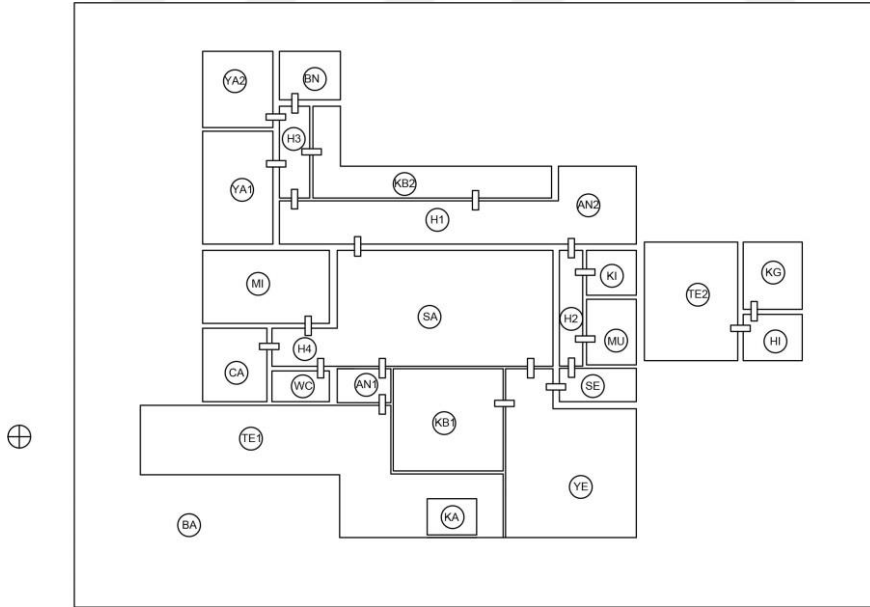 YA2
BN
H3
YA1
KB2
H1
AN2
MI
SA
KI
H2
MU
TE2
KG
HI
H4
CA
WC
AN1
SE
KB1
TE1
YE
BA
KA